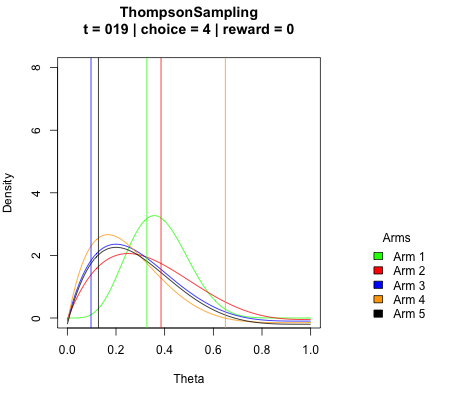 ThompsonSampling
t = 019 | choice = 4 | reward = 0
Density
8
6
4
2
0
0.0 0.2 0.4 0.6 0.8 1.0
Theta
Arms
Arm 1
Arm 2
Arm 3
Arm 4
Arm 5